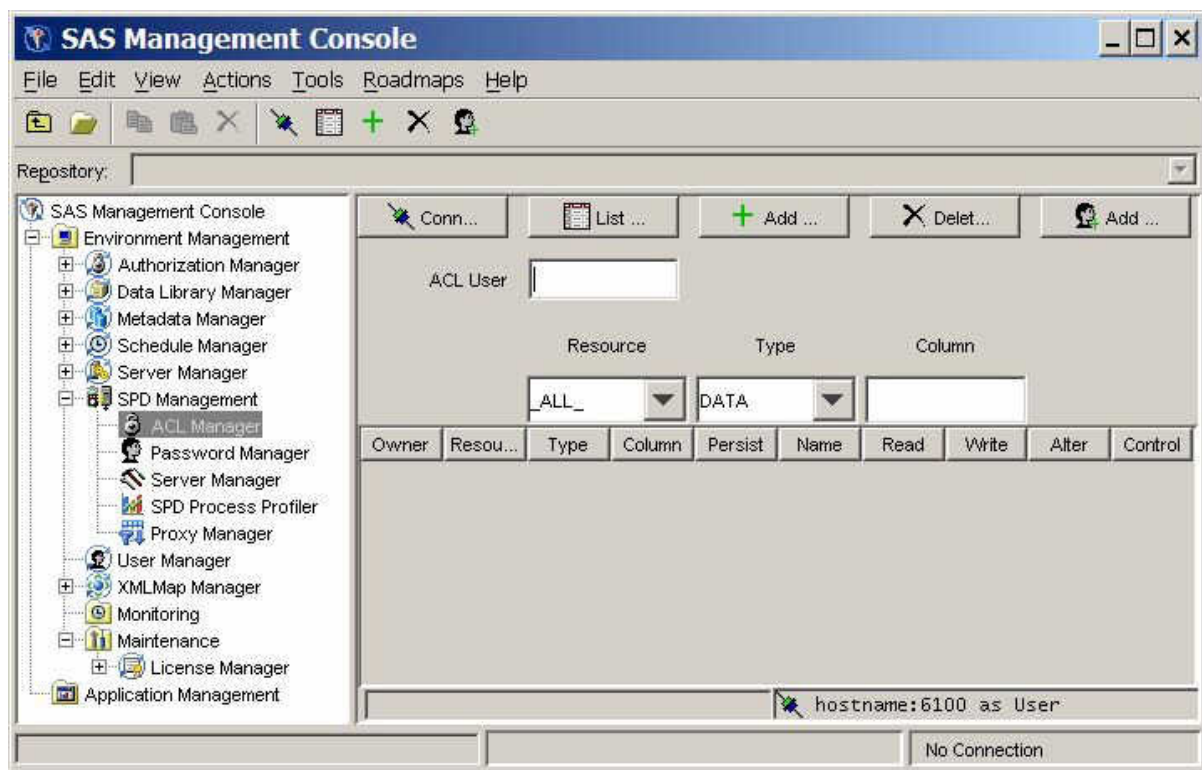 SAS Management Console
File Edit View Actions Tools Roadmaps Help
Repository:
SAS Management Console
Environment Management
Authorization Manager
Data Library Manager
Metadata Manager
Schedule Manager
Server Manager
SPD Management
ACL Manager
Password Manager
Server Manager
SPD Process Profiler
Proxy Manager
User Manager
XMLMap Manager
Monitoring
Maintenance
License Manager
Application Management
Conn... List ... Add ... Delet... Add ...
ACL User
Resource Type Column
_ALL_ DATA
Owner Resou... Type Column Persist Name Read Write Alter Control
hostname:6100 as User
No Connection